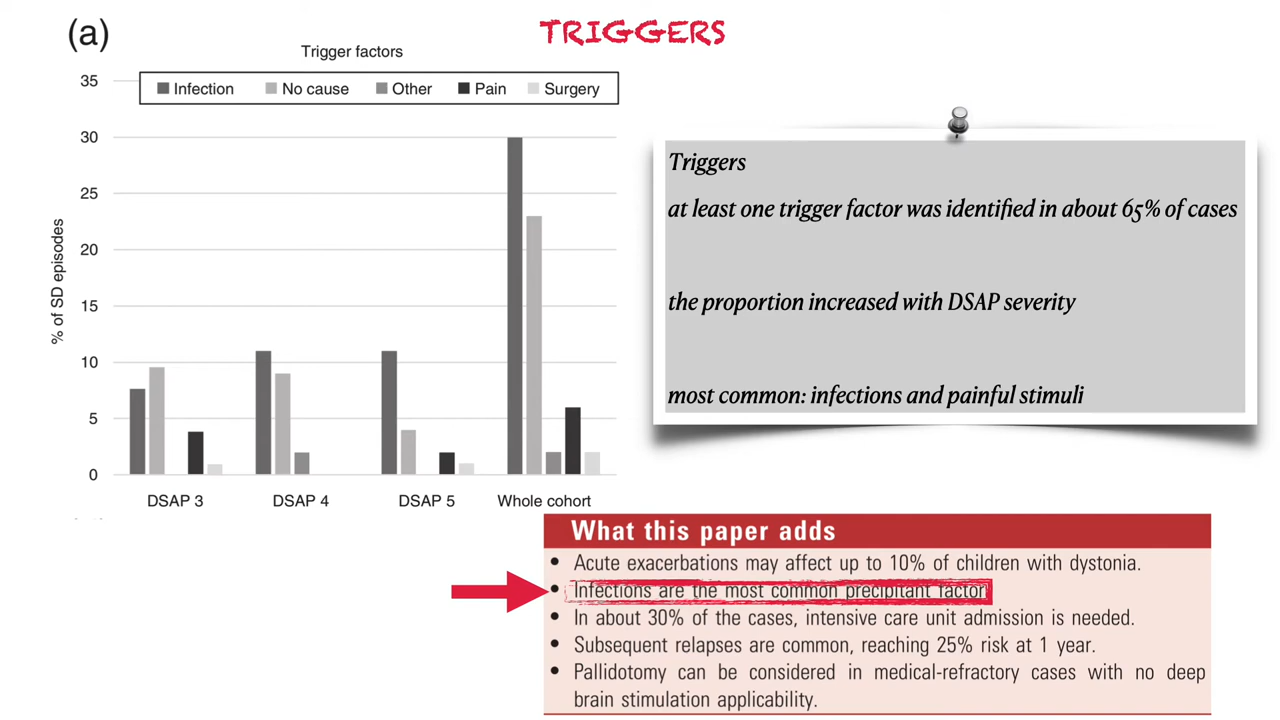 (a)
TRIGGERS
Trigger factors
Infection No cause Other Pain Surgery
% of SD episodes
35
30
25
20
15
10
5
0
DSAP 3 DSAP 4 DSAP 5 Whole cohort
Triggers
at least one trigger factor was identified in about 65% of cases
the proportion increased with DSAP severity
most common: infections and painful stimuli
What this paper adds
• Acute exacerbations may affect up to 10% of children with dystonia.
• Infections are the most common precipitant factor
• In about 30% of the cases, intensive care unit admission is needed.
• Subsequent relapses are common, reaching 25% risk at 1 year.
• Pallidotomy can be considered in medical-refractory cases with no deep
brain stimulation applicability.